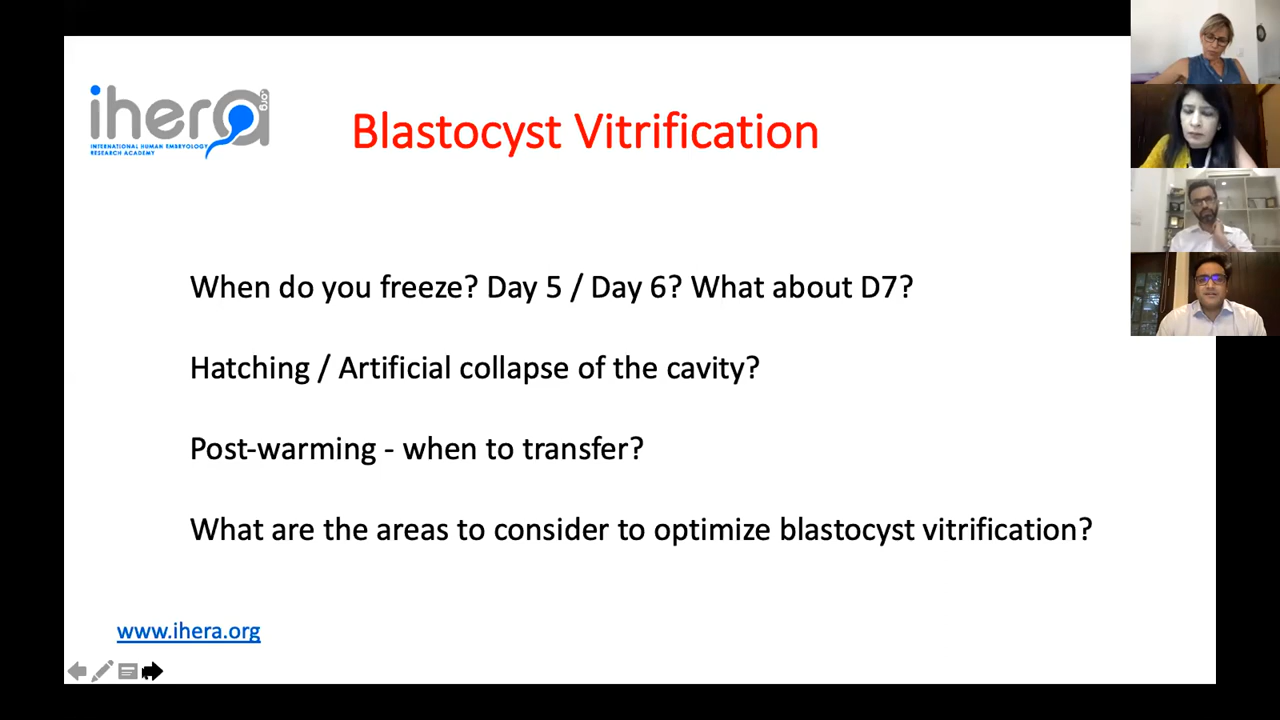 ihera
.org
INTERNATIONAL HUMAN EMBRYOLOGY
RESEARCH ACADEMY
Blastocyst Vitrification
When do you freeze? Day 5 / Day 6? What about D7?
Hatching / Artificial collapse of the cavity?
Post-warming - when to transfer?
What are the areas to consider to optimize blastocyst vitrification?
www.ihera.org